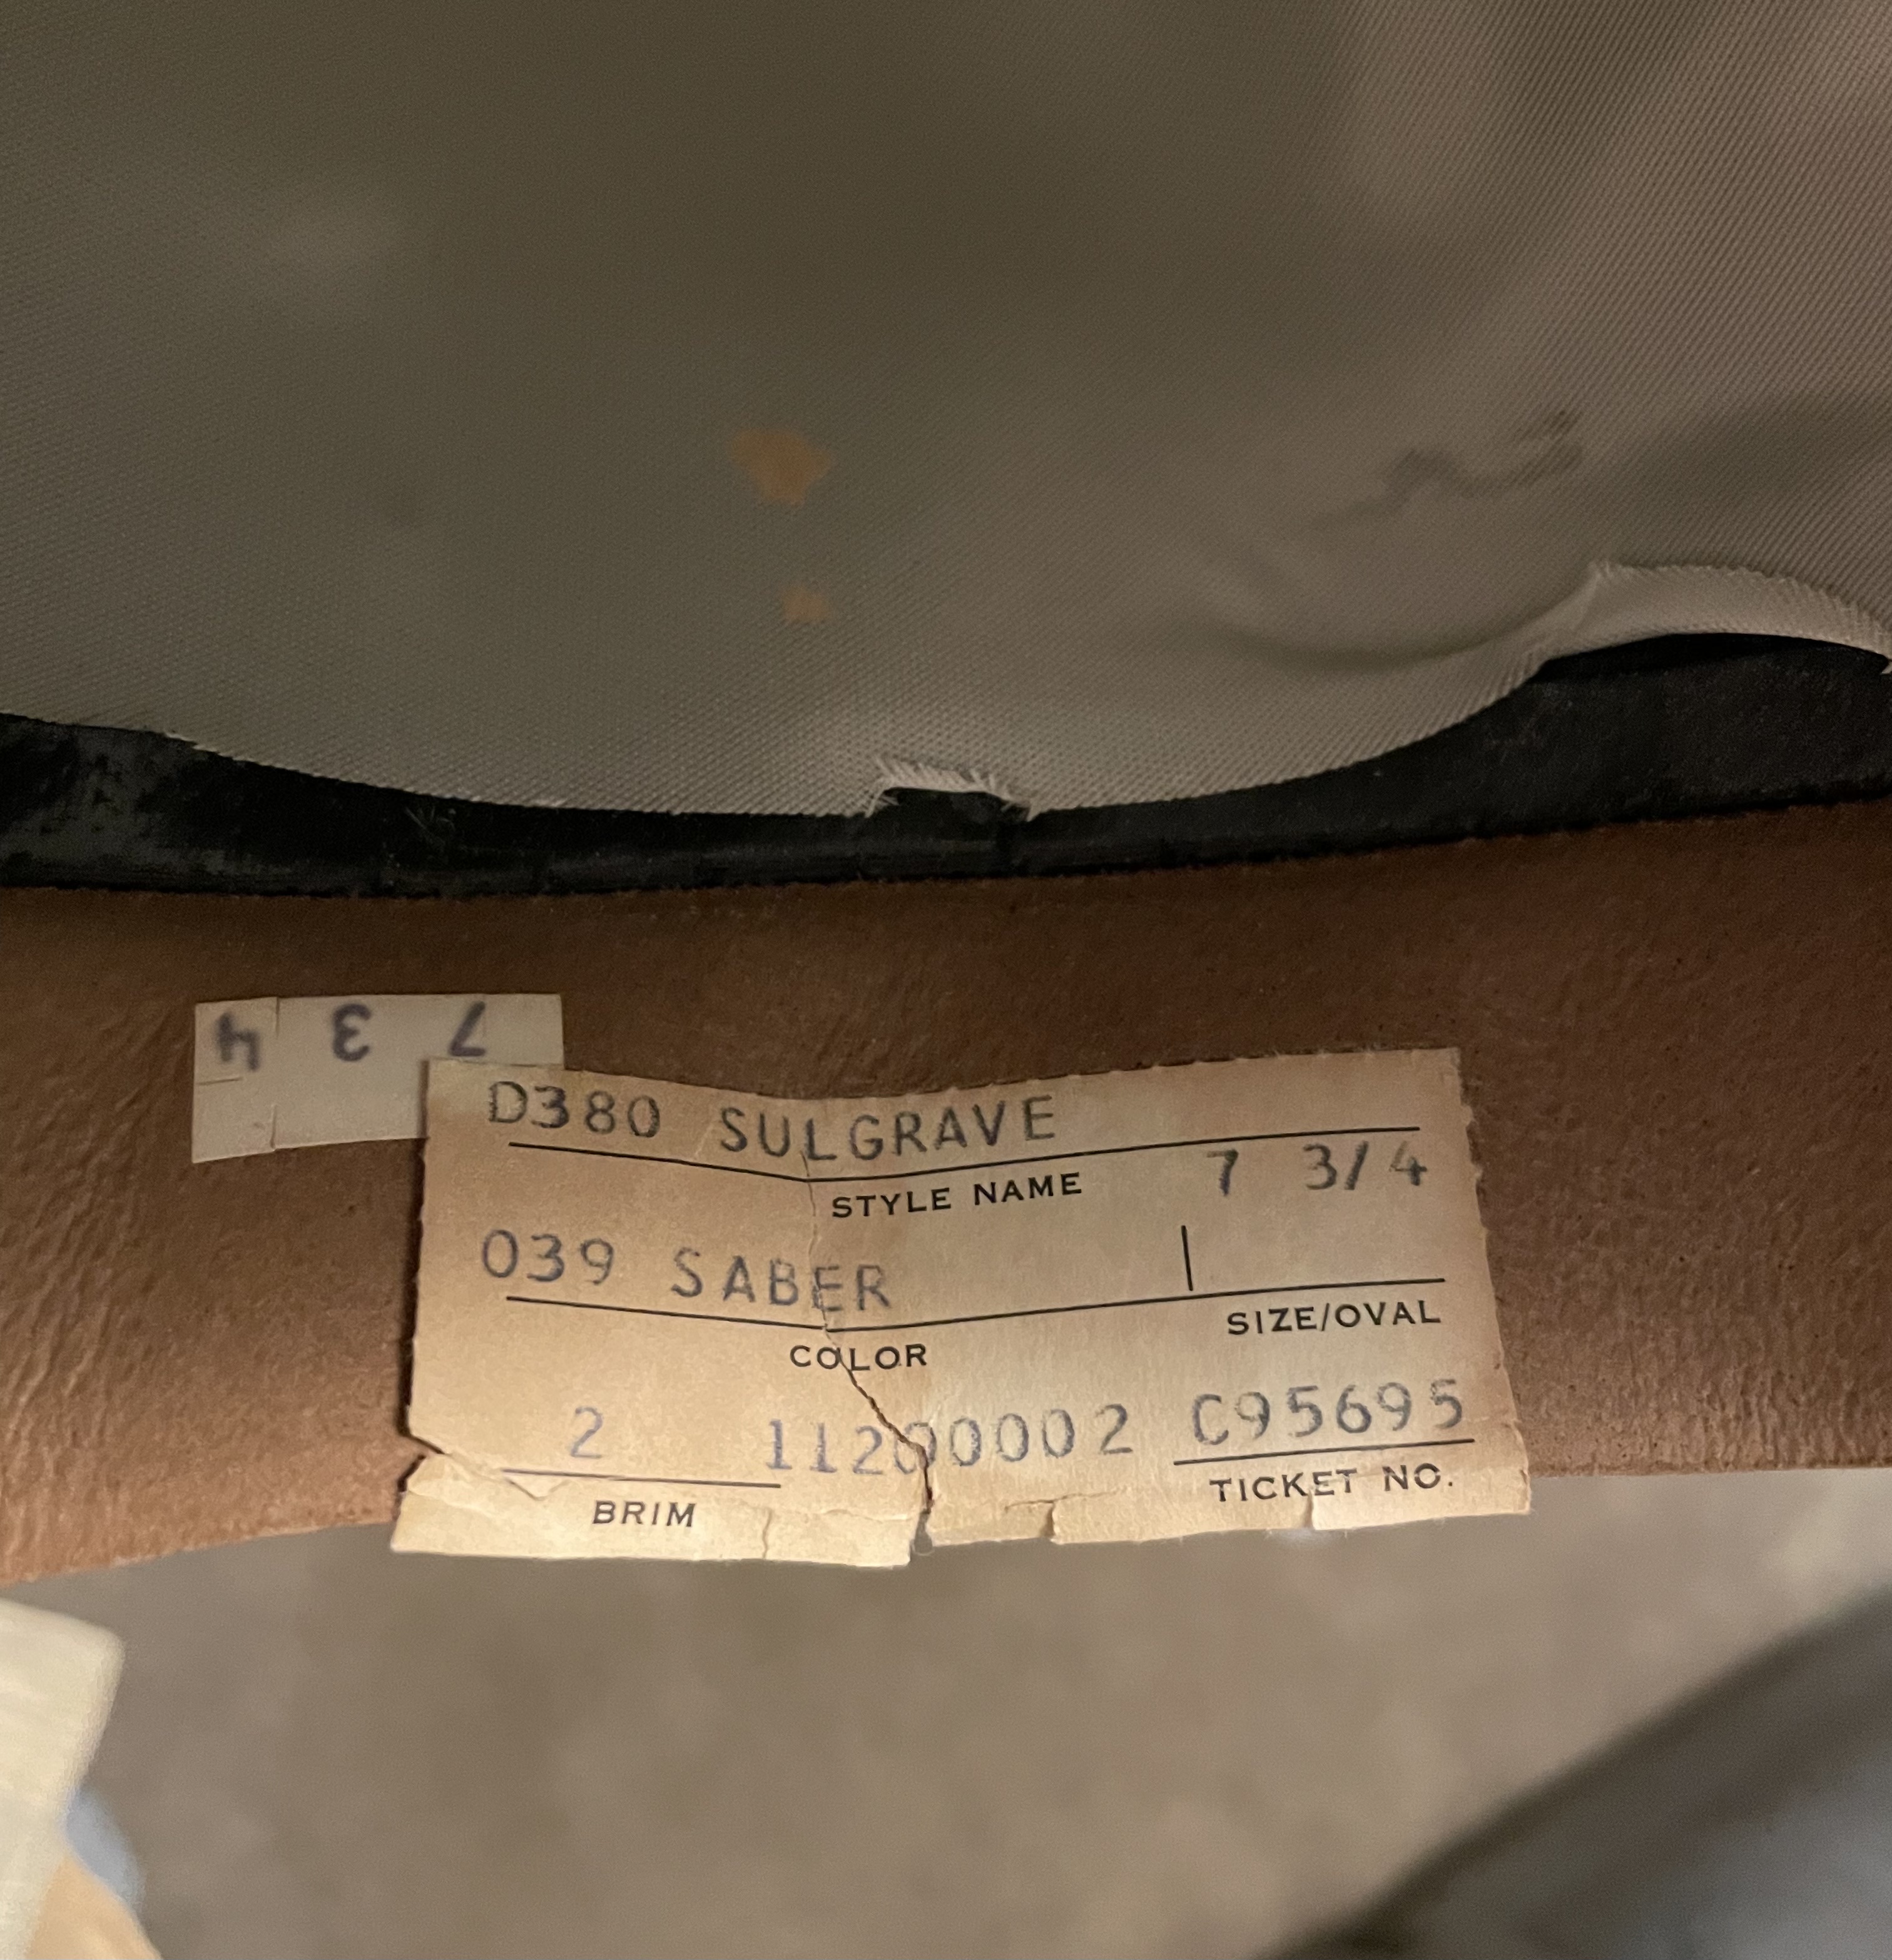 7 3 4
D380 SULGRAVE
STYLE NAME 7 3/4
039 SABER
SIZE/OVAL
COLOR
2 11200002 C95695
BRIM TICKET NO.